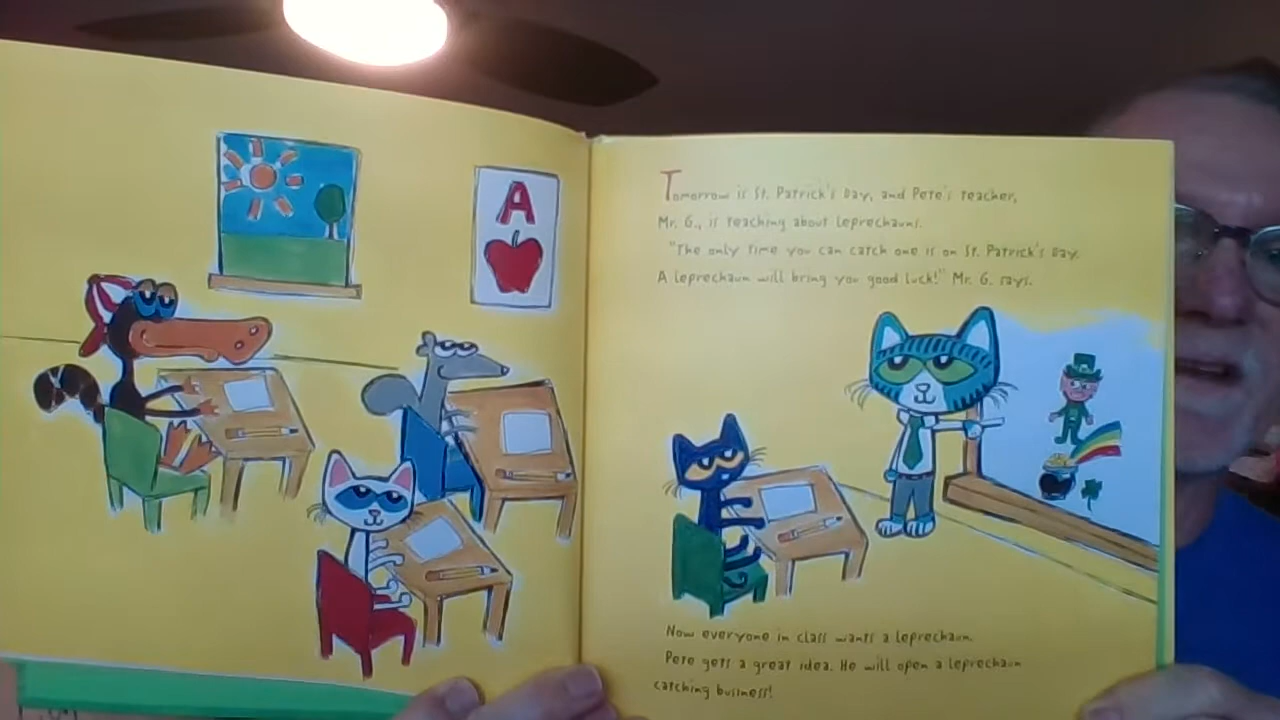 A
Tomorrow is St. Patrick's Day, and Pete's teacher,
Mr. G., is teaching about leprechauns.
"The only time you can catch one is on St. Patrick's Day.
A leprechaun will bring you good luck!" Mr. G. says.
Now everyone in class wants a leprechaun.
Pete gets a great idea. He will open a leprechaun
catching business!